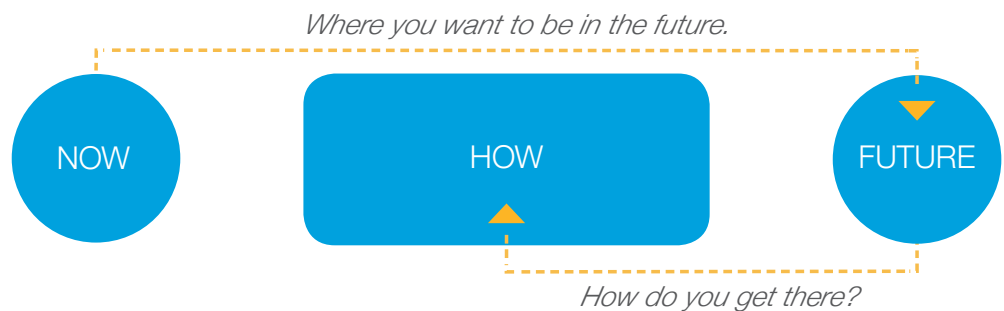 Where you want to be in the future.
NOW
HOW
FUTURE
How do you get there?